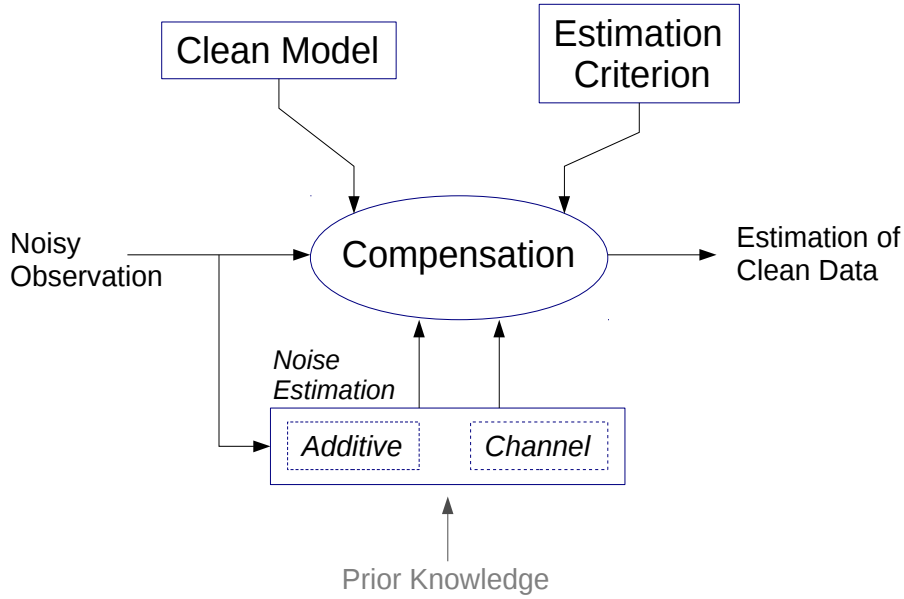 Clean Model
Estimation
Criterion
Noisy
Observation
Compensation
Estimation of
Clean Data
Noise
Estimation
Additive
Channel
Prior Knowledge